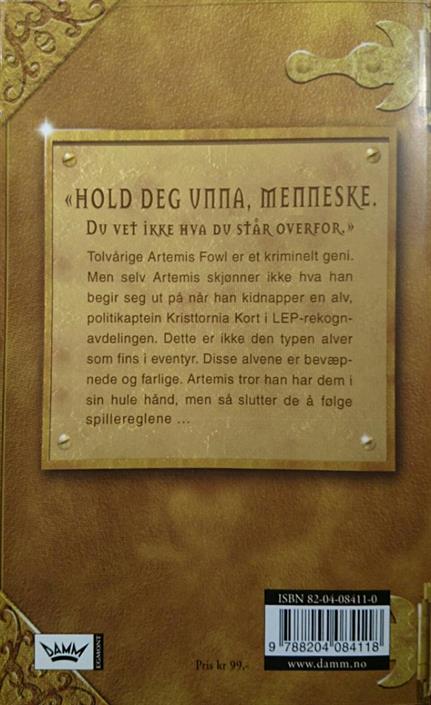 «HOLD DEG UNNA, MENNESKE.
DU VET IKKE HVA DU STÅR OVERFOR.»
Tolvårige Artemis Fowl er et kriminelt geni.
Men selv Artemis skjønner ikke hva han
begir seg ut på når han kidnapper en alv,
politikaptein Kristtornia Kort i LEP-rekogn-
avdelingen. Dette er ikke den typen alver
som fins i eventyr. Disse alvene er bevæp-
nede og farlige. Artemis tror han har dem i
sin hule hånd, men så slutter de å følge
spillereglene ...
ISBN 82-04-08411-0
9 788204 084118
www.damm.no
Pris kr 99,-
DAMM
EGMONT